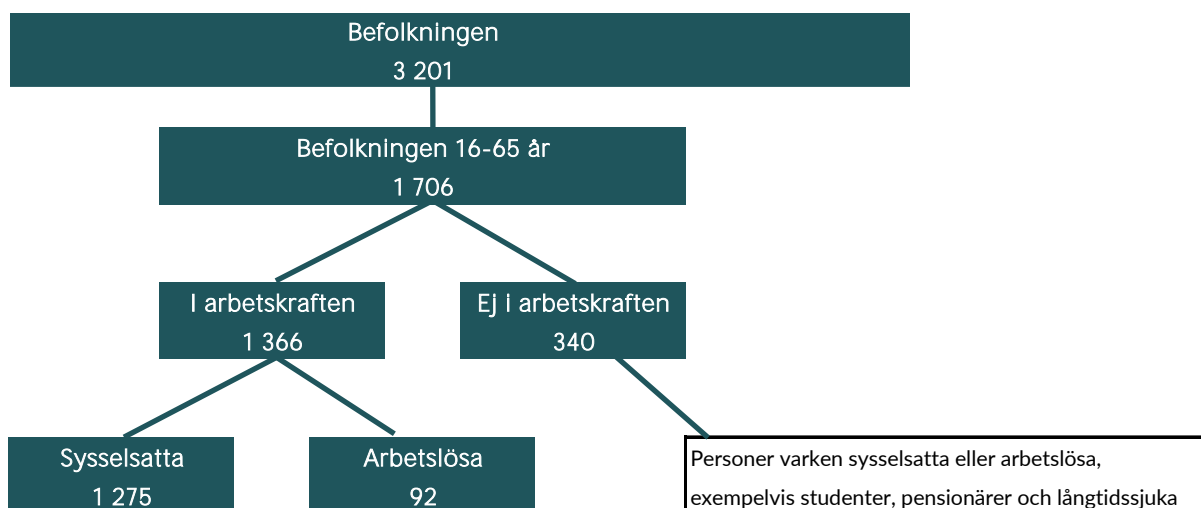 Befolkningen
3 201
Befolkningen 16-65 år
1 706
I arbetskraften
1 366
Ej i arbetskraften
340
Sysselsatta
1 275
Arbetslösa
92
Personer varken sysselsatta eller arbetslösa,
exempelvis studenter, pensionärer och långtidssjuka